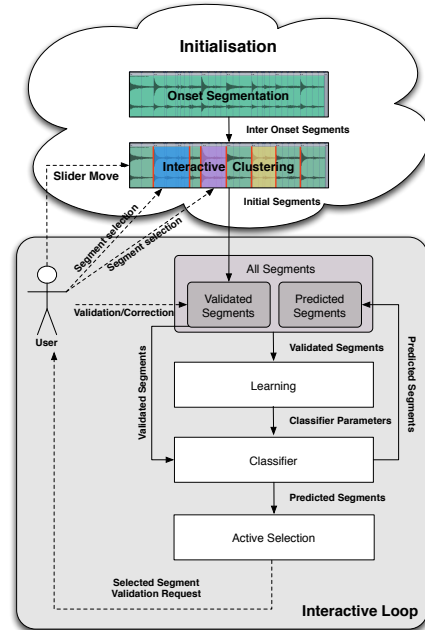 Initialisation
Onset Segmentation
Inter Onset Segments
Interactive Clustering
Slider Move
Initial Segments
Segment selection
Segment selection
All Segments
Validated
Segments
Predicted
Segments
Validation/Correction
User
Validated Segments
Validated Segments
Predicted Segments
Learning
Classifier Parameters
Classifier
Predicted Segments
Active Selection
Selected Segment
Validation Request
Interactive Loop